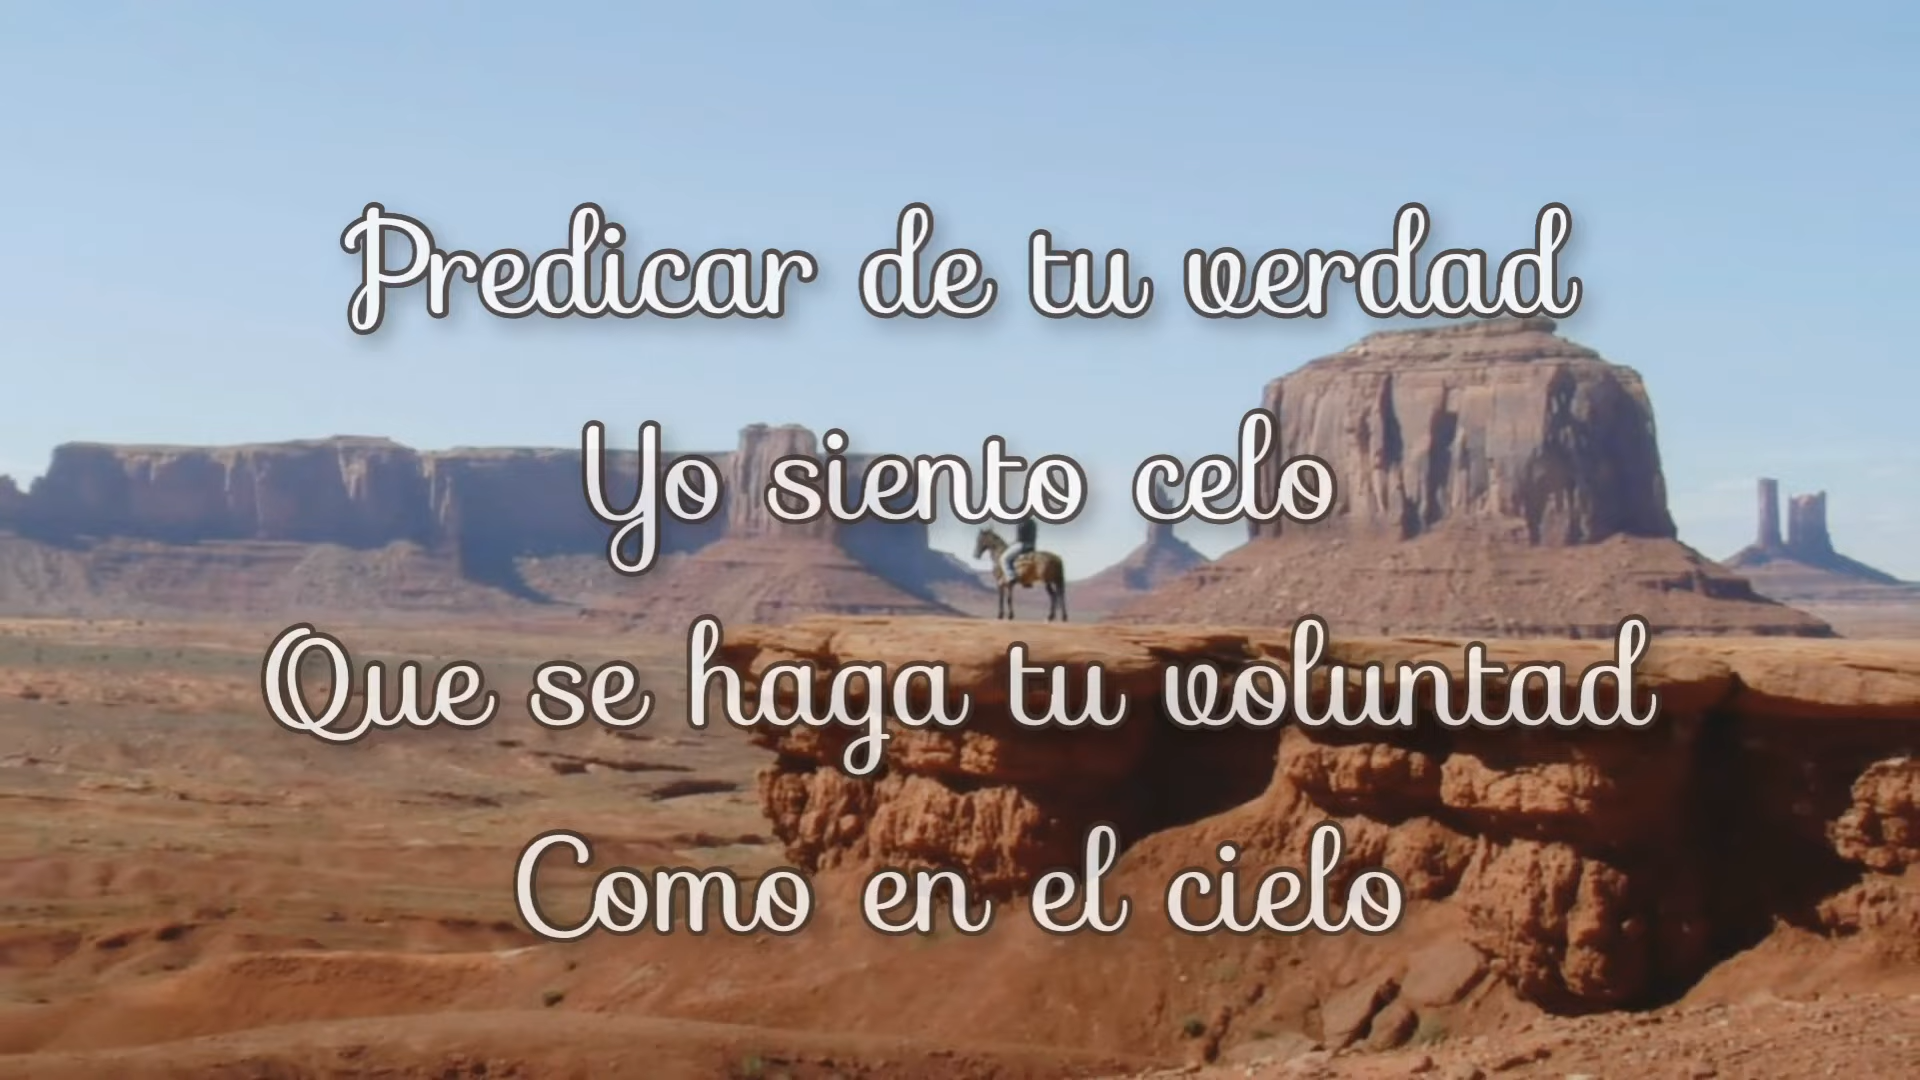 Predicar de tu verdad
Yo siento celo
Que se haga tu voluntad
Como en el cielo